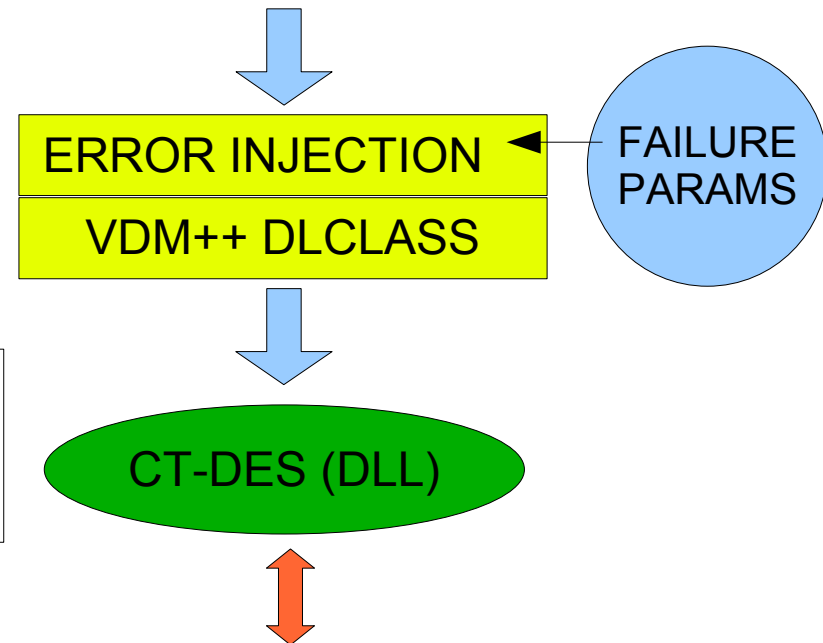 ERROR INJECTION
FAILURE
PARAMS
VDM++ DLCLASS
CT-DES (DLL)